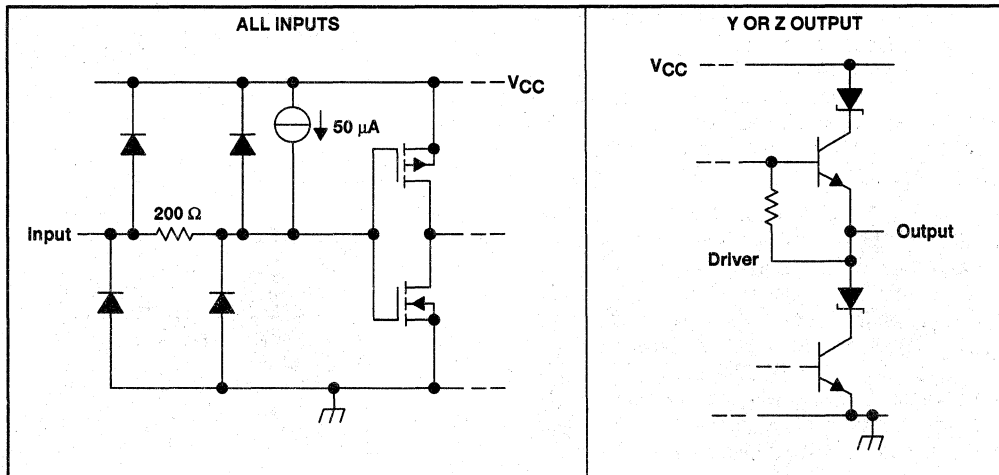 ALL INPUTS
VCC
50 μA
200 Ω
Input
Y OR Z OUTPUT
VCC
Output
Driver